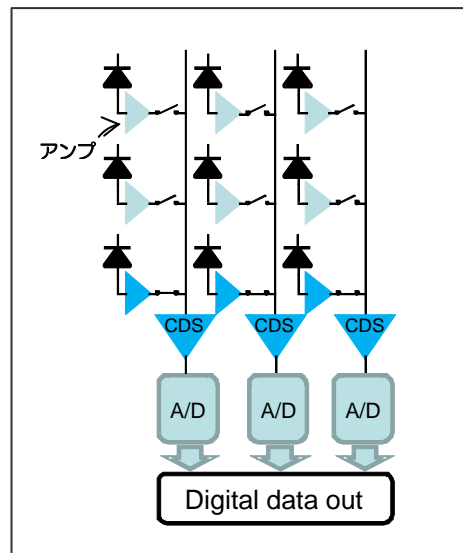 アンプ
CDS CDS CDS
A/D A/D A/D
Digital data out